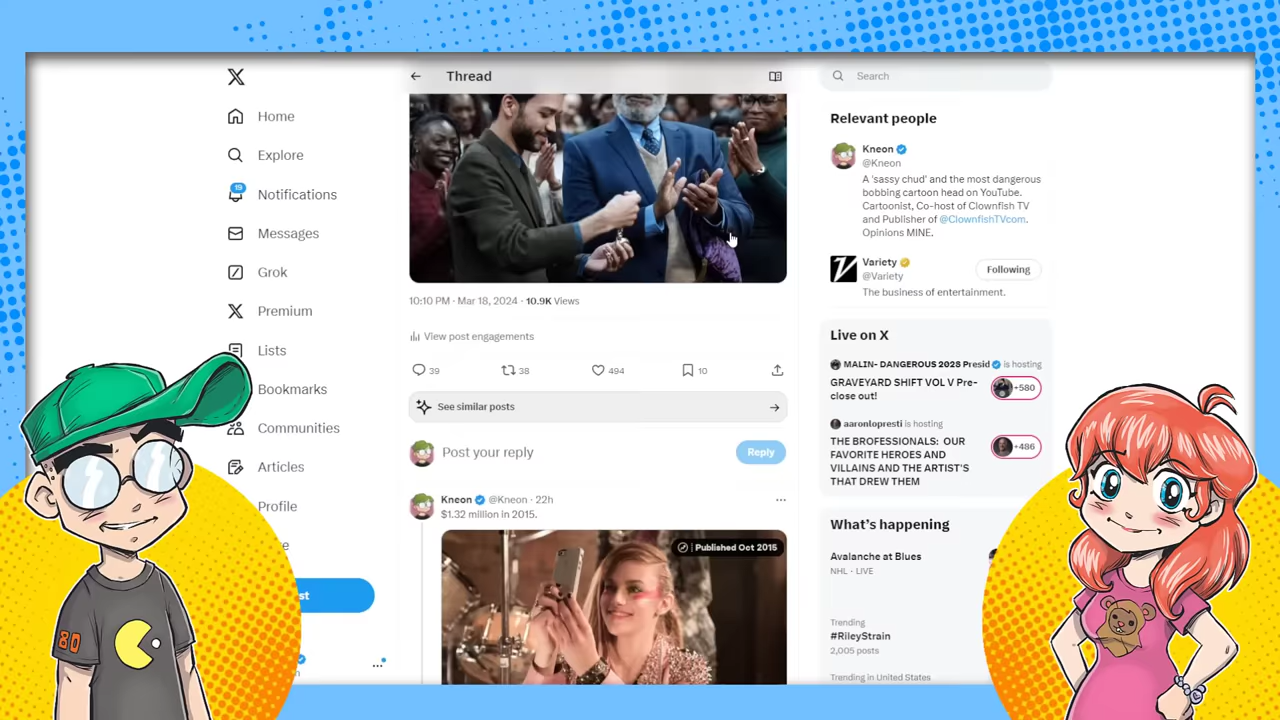 Thread
Search
Home
Explore
19
Notifications
Messages
Grok
Premium
Lists
Bookmarks
Communities
Articles
Profile
10:10 PM · Mar 18, 2024 · 10.9K Views
View post engagements
39
38
494
10
See similar posts
Post your reply
Reply
Kneon @Kneon · 22h
$1.32 million in 2015.
Published Oct 2015
Relevant people
Kneon
@Kneon
A 'sassy chud' and the most dangerous
bobbing cartoon head on YouTube.
Cartoonist, Co-host of Clownfish TV
and Publisher of @ClownfishTVcom.
Opinions MINE.
Variety
@Variety
Following
The business of entertainment.
Live on X
MALIN- DANGEROUS 2028 Presid is hosting
GRAVEYARD SHIFT VOL V Pre-
close out!
+580
aaronlopresti is hosting
THE BROFESSIONALS: OUR
FAVORITE HEROES AND
VILLAINS AND THE ARTIST'S
THAT DREW THEM
+486
What's happening
Avalanche at Blues
NHL · LIVE
Trending
#RileyStrain
2,005 posts
Trending in United States
80